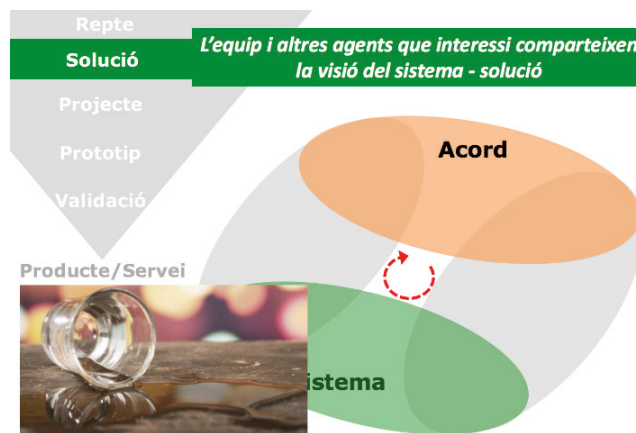 Repte
Solució
L'equip i altres agents que interessi comparteixen
la visió del sistema - solució
Projecte
Prototip
Validació
Acord
Producte/Servei
istema